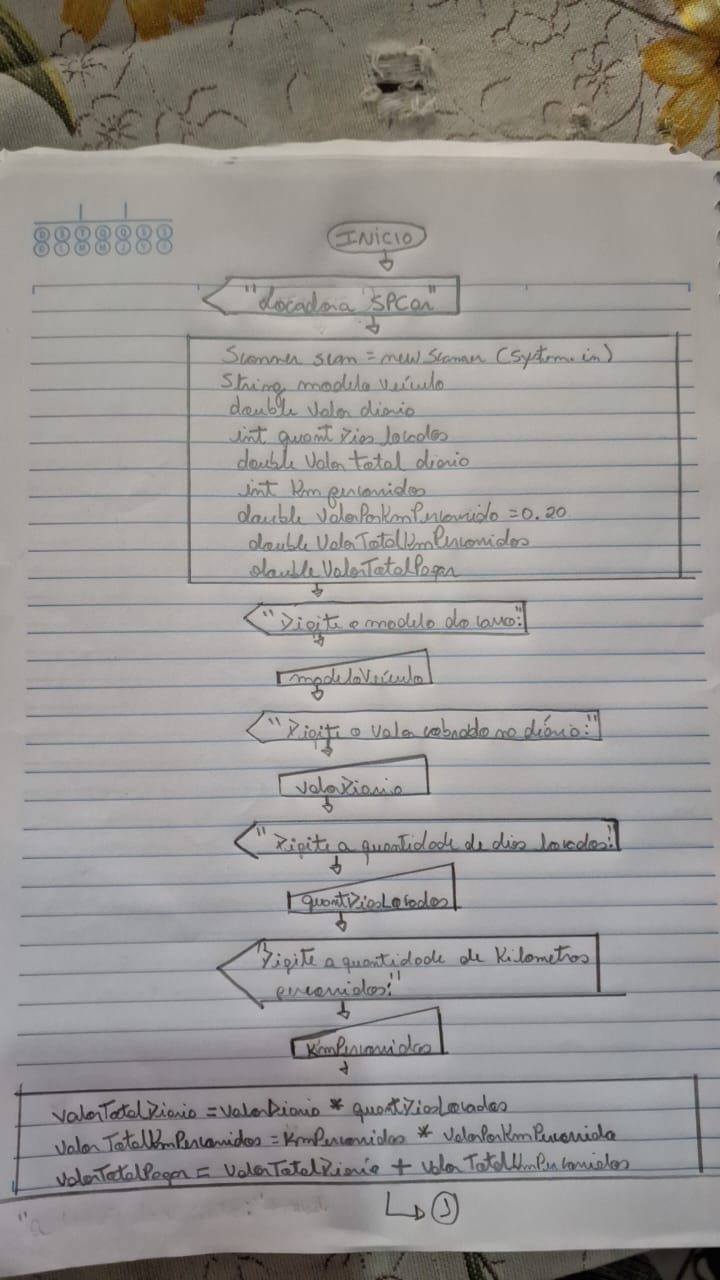 INÍCIO
"Locadora SPCar"
Scanner scan = new Scanner (System.in)
String modelo Veículo
double Valor diario
int quant Dias locados
double Valor total diario
int Km percorridos
double ValorPorKmPercorrido = 0.20
double ValorTotalKmPercorridos
double ValorTotalPagar
"Digite o modelo do carro:"
modeloVeículo
"Digite o valor cobrado no diário:"
valorDiario
"Digite a quantidade de dias locados:"
quantDiasLocados
"Digite a quantidade de Kilometros
percorridos:"
KmPercorridos
valorTotalDiario = valorDiario * quantDiasLocados
Valor TotalKmPercorridos = KmPercorridos * ValorPorKmPercorrido
valorTotalPagar = ValorTotalDiario + valor TotalKmPercorridos
1